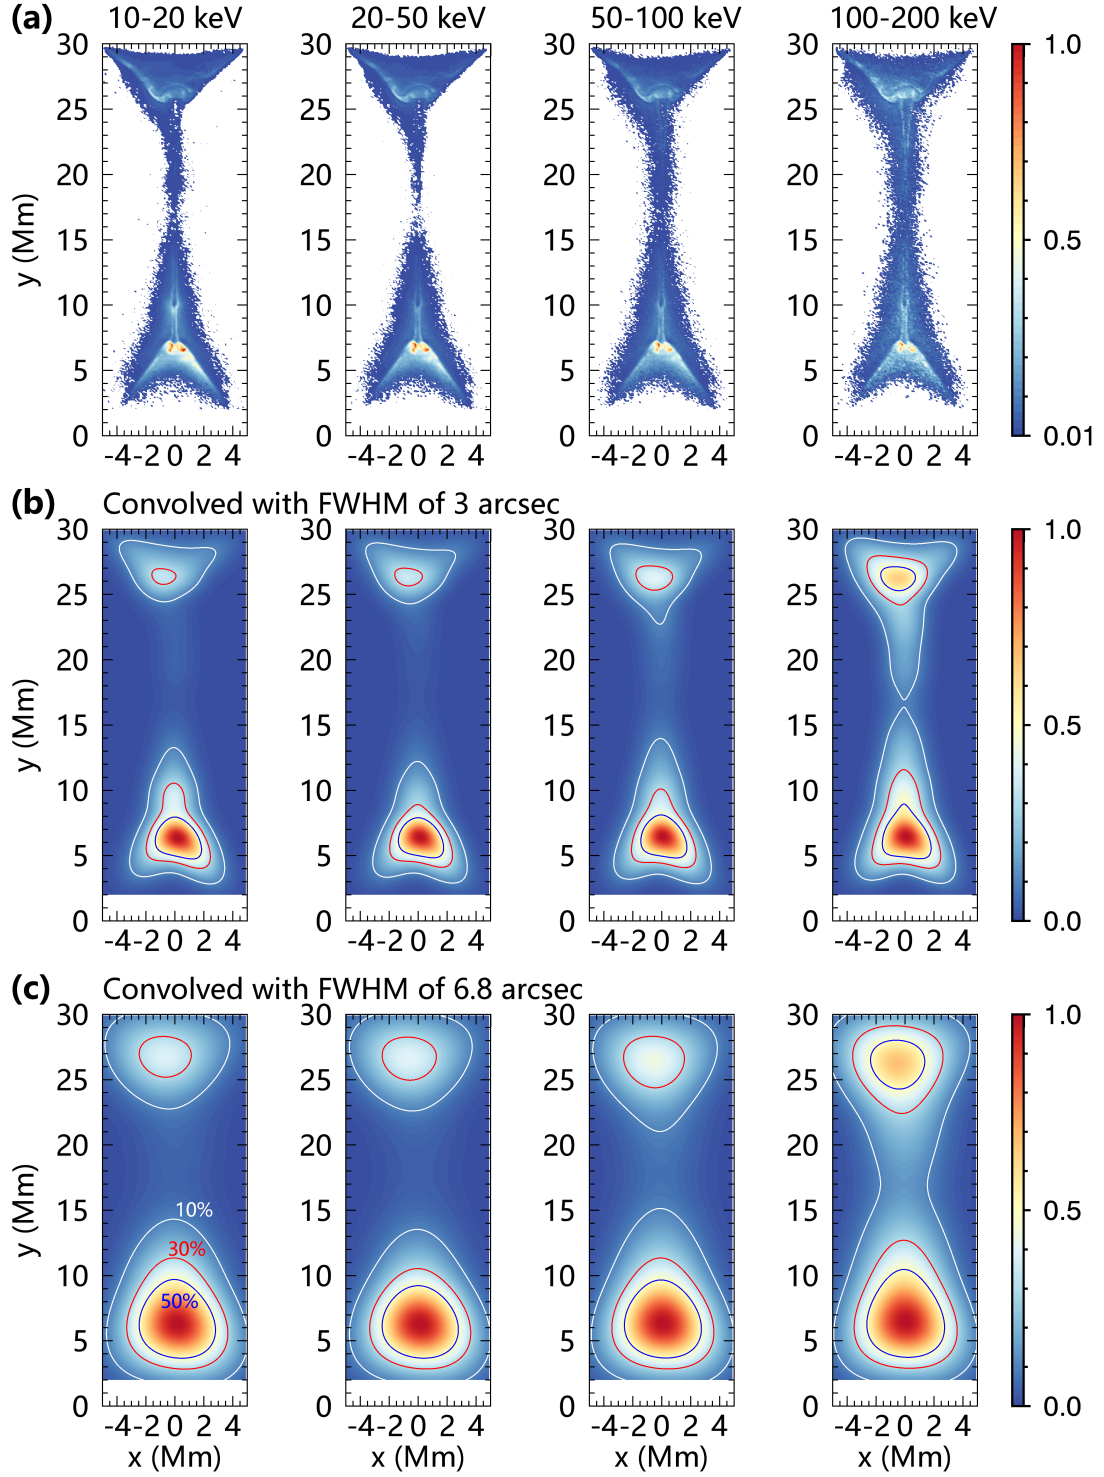 (a) 10-20 keV 20-50 keV 50-100 keV 100-200 keV
30 30 30 30 1.0
25 25 25 25
20 20 20 20
y (Mm) 15 15 15 15 0.5
10 10 10 10
5 5 5 5
0 0 0 0 0.01
-4-2 0 2 4 -4-2 0 2 4 -4-2 0 2 4 -4-2 0 2 4
(b) Convolved with FWHM of 3 arcsec
30 30 30 30 1.0
25 25 25 25
20 20 20 20
y (Mm) 15 15 15 15 0.5
10 10 10 10
5 5 5 5
0 0 0 0 0.0
-4-2 0 2 4 -4-2 0 2 4 -4-2 0 2 4 -4-2 0 2 4
(c) Convolved with FWHM of 6.8 arcsec
30 30 30 30 1.0
25 25 25 25
20 20 20 20
y (Mm) 15 10% 15 15 15 0.5
30%
10 10 10 10
50%
5 5 5 5
0 0 0 0 0.0
-4-2 0 2 4 -4-2 0 2 4 -4-2 0 2 4 -4-2 0 2 4
x (Mm) x (Mm) x (Mm) x (Mm)